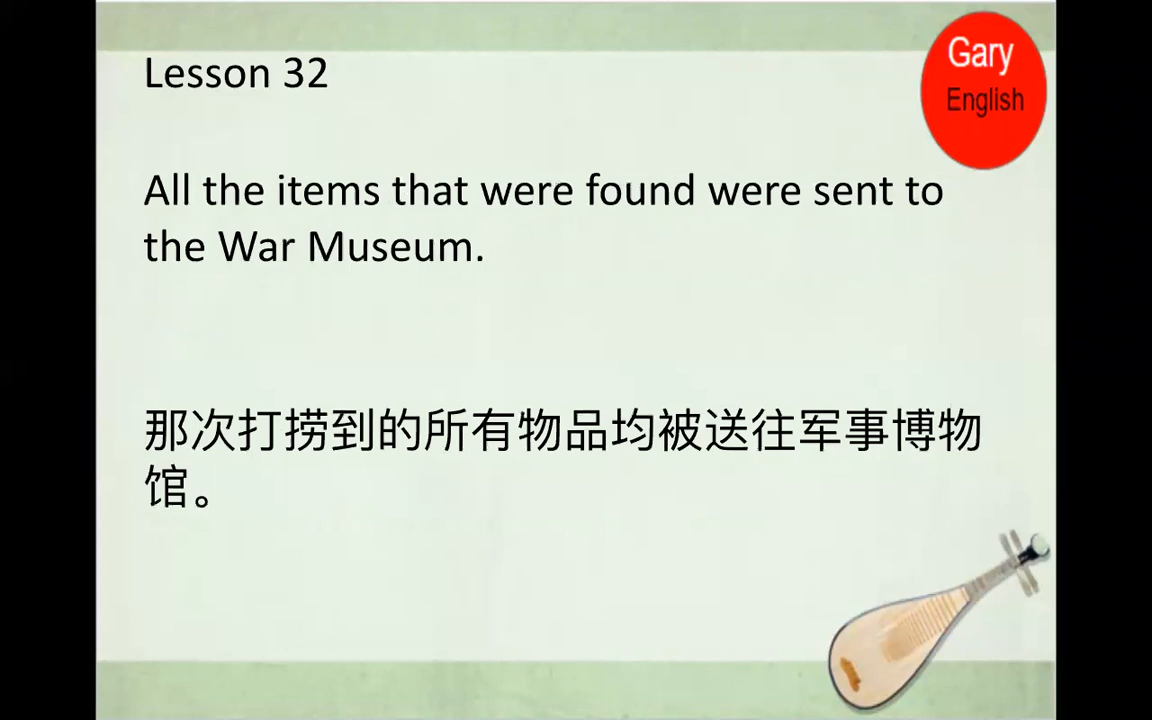 Lesson 32
Gary
English
All the items that were found were sent to
the War Museum.
那次打捞到的所有物品均被送往军事博物
馆。